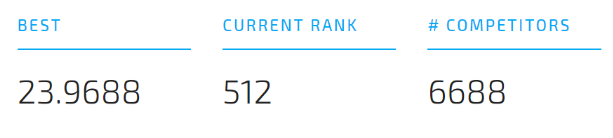 BEST CURRENT RANK # COMPETITORS
23.9688 512 6688